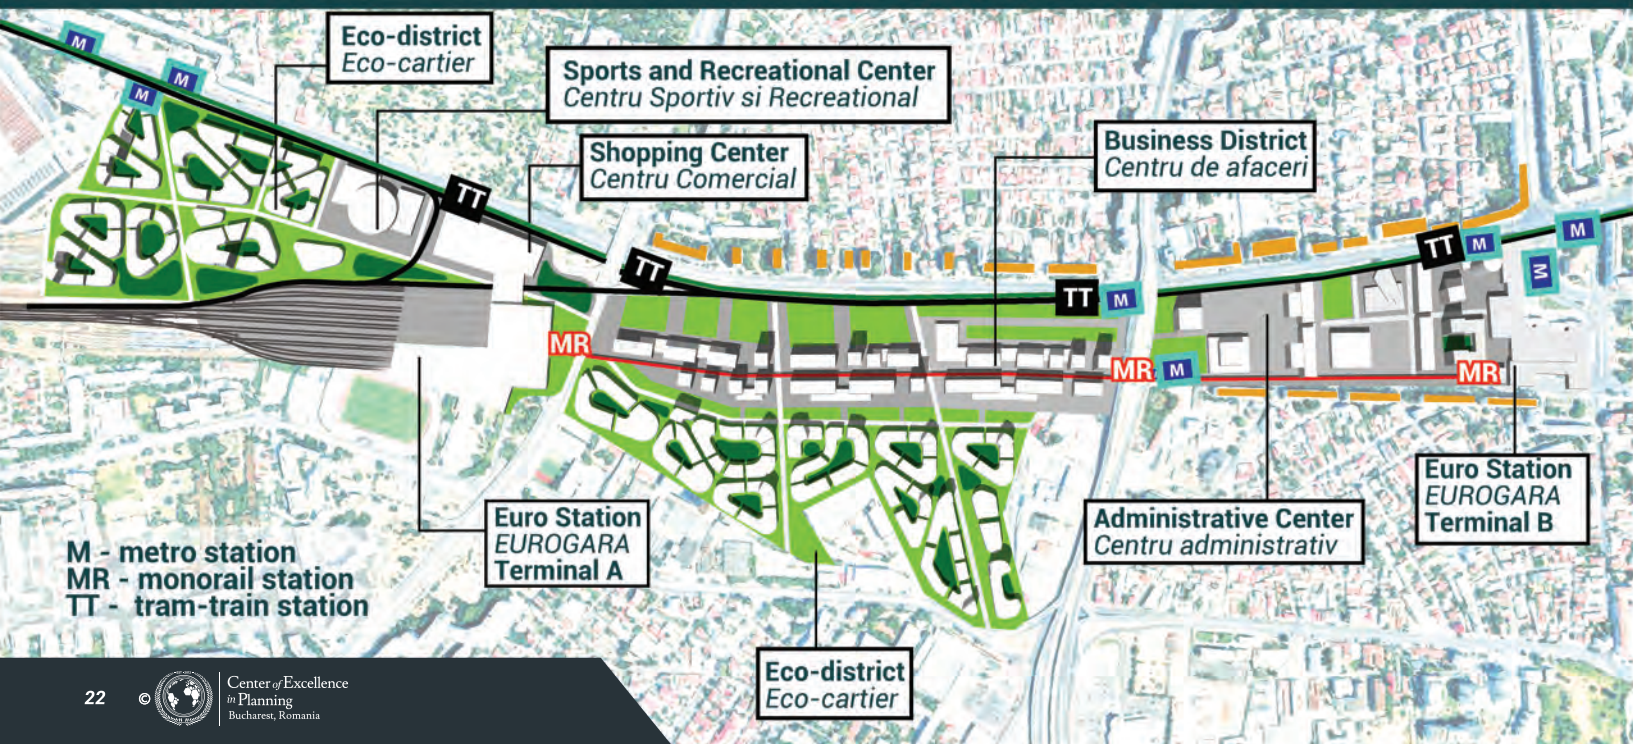 Eco-district
Eco-cartier
Sports and Recreational Center
Centru Sportiv si Recreational
Shopping Center
Centru Comercial
Business District
Centru de afaceri
M
M
M
TT
TT
TT
M
TT
M
M
M
MR
MR
M
MR
Euro Station
EUROGARA
Terminal A
Administrative Center
Centru administrativ
Euro Station
EUROGARA
Terminal B
M - metro station
MR - monorail station
TT - tram-train station
Eco-district
Eco-cartier
22
©
Center of Excellence
in Planning
Bucharest, Romania